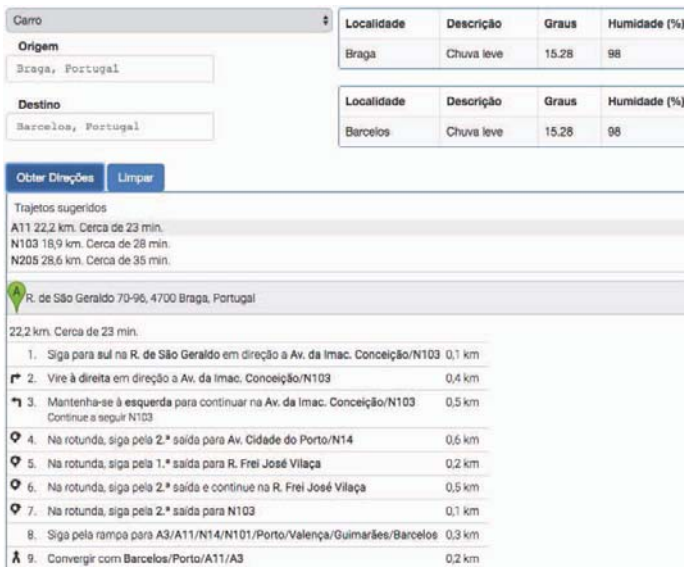 Carro
Origem
Braga, Portugal
Destino
Barcelos, Portugal
Localidade Descrição Graus Humidade (%)
Braga Chuva leve 15.28 98
Localidade Descrição Graus Humidade (%)
Barcelos Chuva leve 15.28 98
Obter Direções Limpar
Trajetos sugeridos
A11 22,2 km. Cerca de 23 min.
N103 18,9 km. Cerca de 28 min.
N205 28,6 km. Cerca de 35 min.
A R. de São Geraldo 70-96, 4700 Braga, Portugal
22,2 km. Cerca de 23 min.
1. Siga para sul na R. de São Geraldo em direção a Av. da Imac. Conceição/N103 0,1 km
2. Vire à direita em direção a Av. da Imac. Conceição/N103 0,4 km
3. Mantenha-se à esquerda para continuar na Av. da Imac. Conceição/N103 0,5 km
Continue a seguir N103
4. Na rotunda, siga pela 2.ª saída para Av. Cidade do Porto/N14 0,6 km
5. Na rotunda, siga pela 1.ª saída para R. Frei José Vilaça 0,2 km
6. Na rotunda, siga pela 2.ª saída e continue na R. Frei José Vilaça 0,5 km
7. Na rotunda, siga pela 2.ª saída para N103 0,1 km
8. Siga pela rampa para A3/A11/N14/N101/Porto/Valença/Guimarães/Barcelos 0,3 km
9. Convergir com Barcelos/Porto/A11/A3 0,2 km